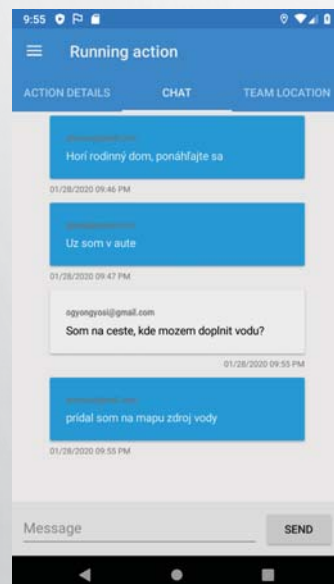 9:55
Running action
ACTION DETAILS CHAT TEAM LOCATION
Horí rodinný dom, ponáhľajte sa
01/28/2020 09:46 PM
Uz som v aute
01/28/2020 09:47 PM
ogyongyosi@gmail.com
Som na ceste, kde mozem doplnit vodu?
01/28/2020 09:55 PM
pridal som na mapu zdroj vody
01/28/2020 09:55 PM
Message SEND